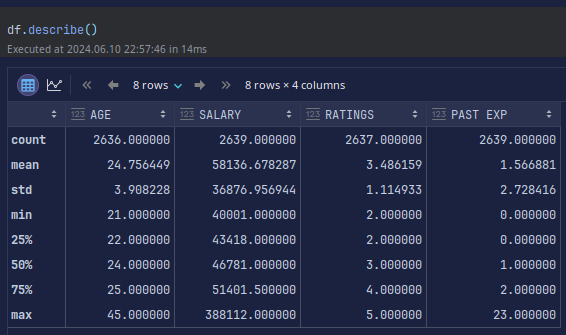 df.describe()
Executed at 2024.06.10 22:57:46 in 14ms
8 rows 8 rows × 4 columns
123 AGE 123 SALARY 123 RATINGS 123 PAST EXP
count 2636.000000 2639.000000 2637.000000 2639.000000
mean 24.756449 58136.678287 3.486159 1.566881
std 3.908228 36876.956944 1.114933 2.728416
min 21.000000 40001.000000 2.000000 0.000000
25% 22.000000 43418.000000 2.000000 0.000000
50% 24.000000 46781.000000 3.000000 1.000000
75% 25.000000 51401.500000 4.000000 2.000000
max 45.000000 388112.000000 5.000000 23.000000